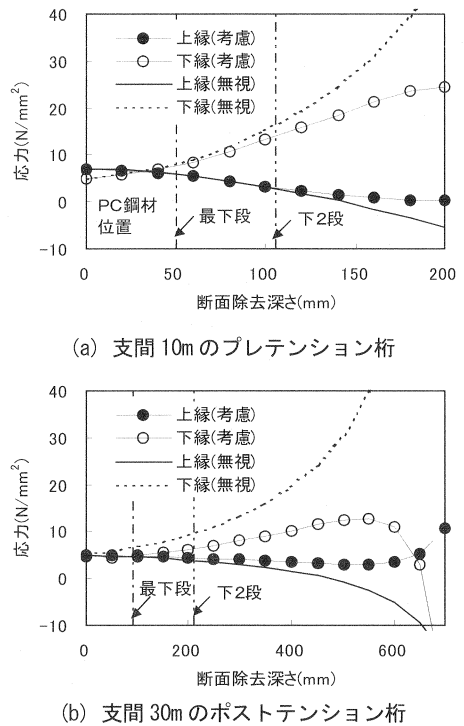 40
30
20
10
0
-10
応力(N/mm²)
上縁(考慮)
下縁(考慮)
上縁(無視)
下縁(無視)
PC鋼材
位置
最下段
下2段
0 50 100 150 200
断面除去深さ(mm)
(a) 支間 10m のプレテンション桁
40
30
20
10
0
-10
応力(N/mm²)
上縁(考慮)
下縁(考慮)
上縁(無視)
下縁(無視)
最下段
下2段
0 200 400 600
断面除去深さ(mm)
(b) 支間 30m のポストテンション桁